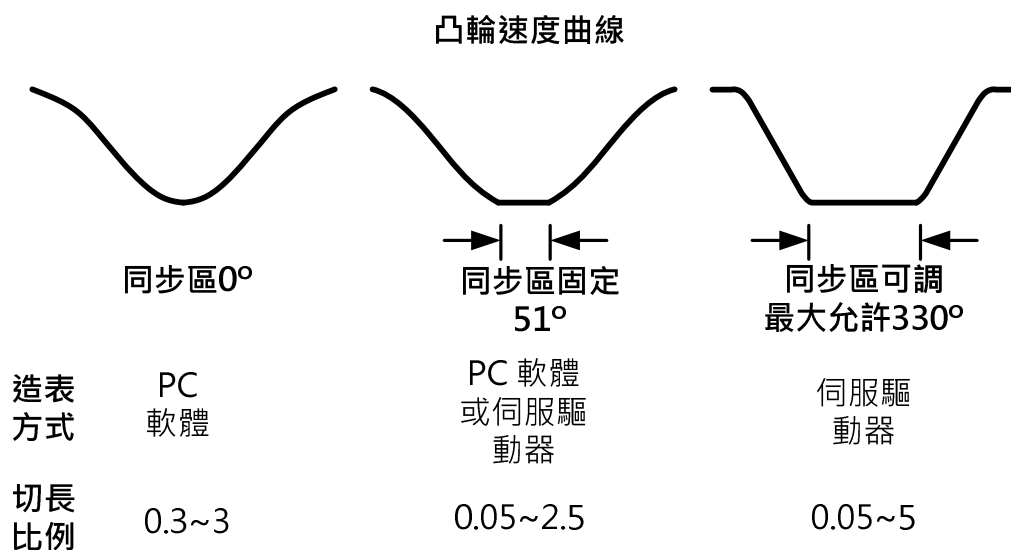 凸輪速度曲線
同步區0º
同步區固定
51º
同步區可調
最大允許330º
造表
方式
PC
軟體
PC 軟體
或伺服驅
動器
伺服驅
動器
切長
比例
0.3~3
0.05~2.5
0.05~5